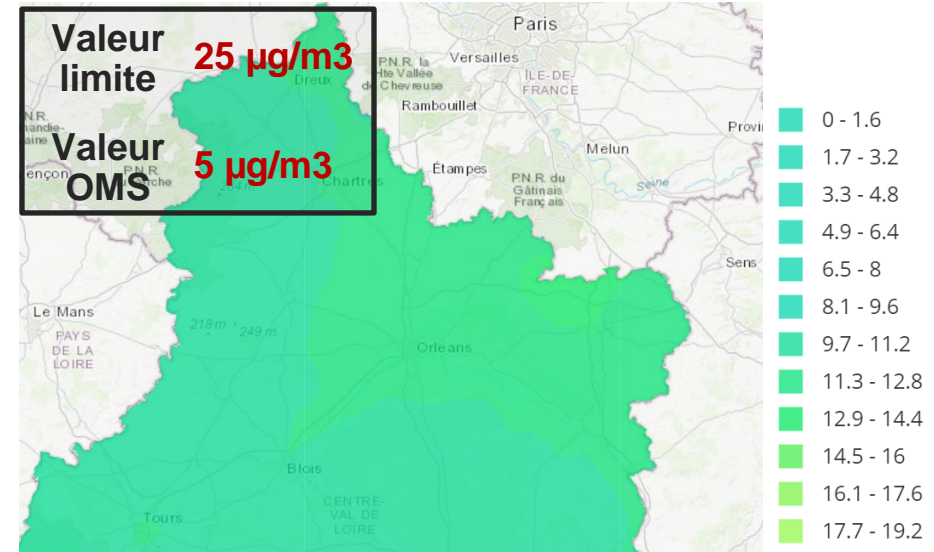 Valeur
limite
25 µg/m3
Valeur
OMS
5 µg/m3
Paris
Versailles
P.N.R. la
Hte Vallée
de Chevreuse
ÎLE-DE-
FRANCE
Dreux
Rambouillet
Provi
Melun
Étampes
P.N.R. du
Gâtinais
Français
Seine
Chartres
Sens
Le Mans
PAYS
DE LA
LOIRE
218 m
249 m
Orleans
Blois
CENTRE-
VAL DE
LOIRE
Tours
0 - 1.6
1.7 - 3.2
3.3 - 4.8
4.9 - 6.4
6.5 - 8
8.1 - 9.6
9.7 - 11.2
11.3 - 12.8
12.9 - 14.4
14.5 - 16
16.1 - 17.6
17.7 - 19.2